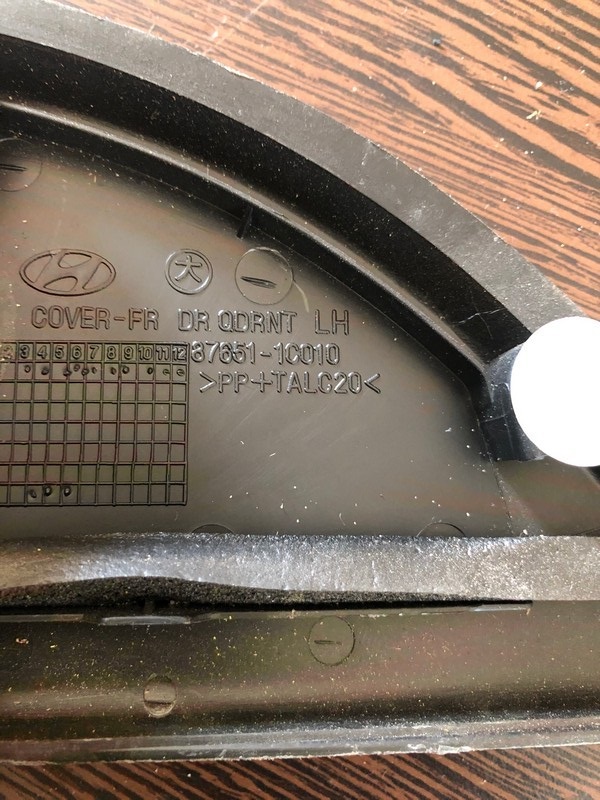 大
COVER-FR DR QDRNT LH
2 3 4 5 6 7 8 9 10 11 12
87651-1C010
>PP+TALC20<